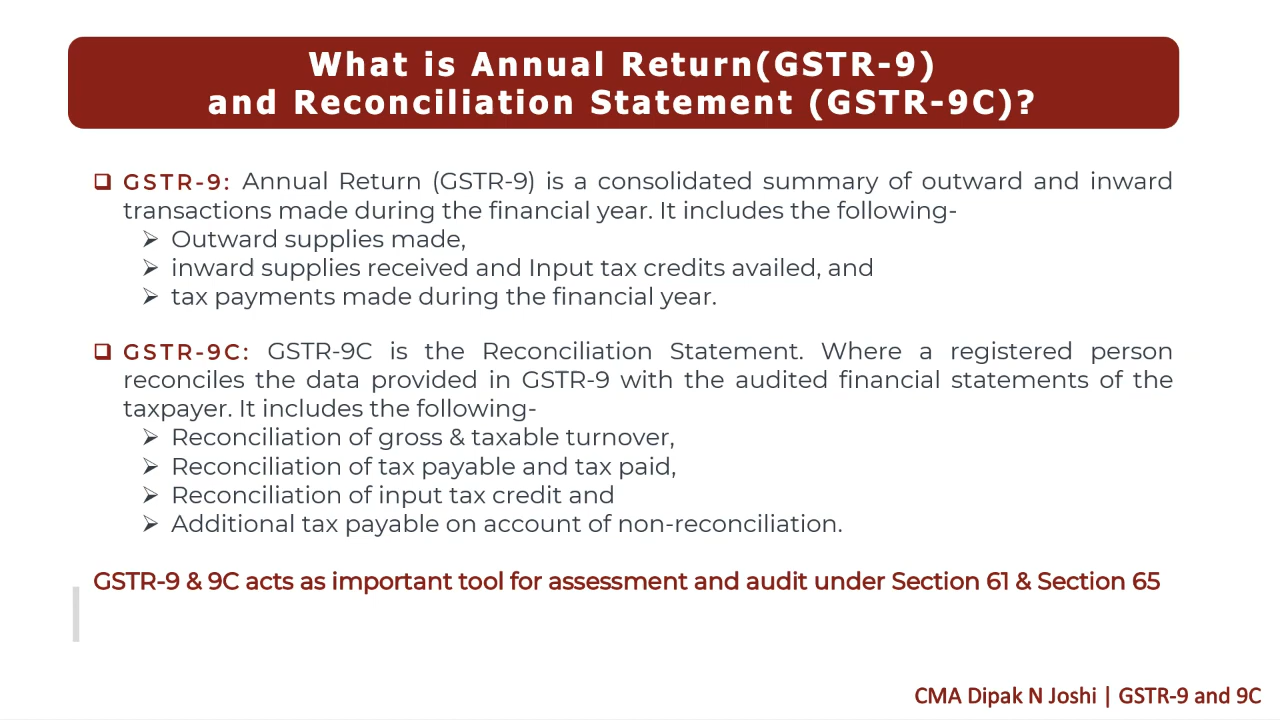 What is Annual Return(GSTR-9)
and Reconciliation Statement (GSTR-9C)?
❑ GSTR-9: Annual Return (GSTR-9) is a consolidated summary of outward and inward
transactions made during the financial year. It includes the following-
➢ Outward supplies made,
➢ inward supplies received and Input tax credits availed, and
➢ tax payments made during the financial year.
❑ GSTR-9C: GSTR-9C is the Reconciliation Statement. Where a registered person
reconciles the data provided in GSTR-9 with the audited financial statements of the
taxpayer. It includes the following-
➢ Reconciliation of gross & taxable turnover,
➢ Reconciliation of tax payable and tax paid,
➢ Reconciliation of input tax credit and
➢ Additional tax payable on account of non-reconciliation.
GSTR-9 & 9C acts as important tool for assessment and audit under Section 61 & Section 65
CMA Dipak N Joshi | GSTR-9 and 9C